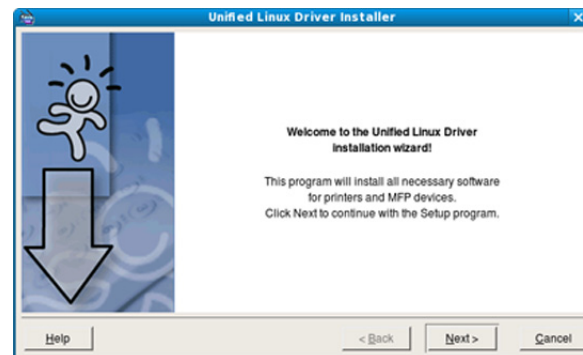 Unified Linux Driver Installer
Welcome to the Unified Linux Driver
installation wizard!
This program will install all necessary software
for printers and MFP devices.
Click Next to continue with the Setup program.
Help
< Back
Next >
Cancel